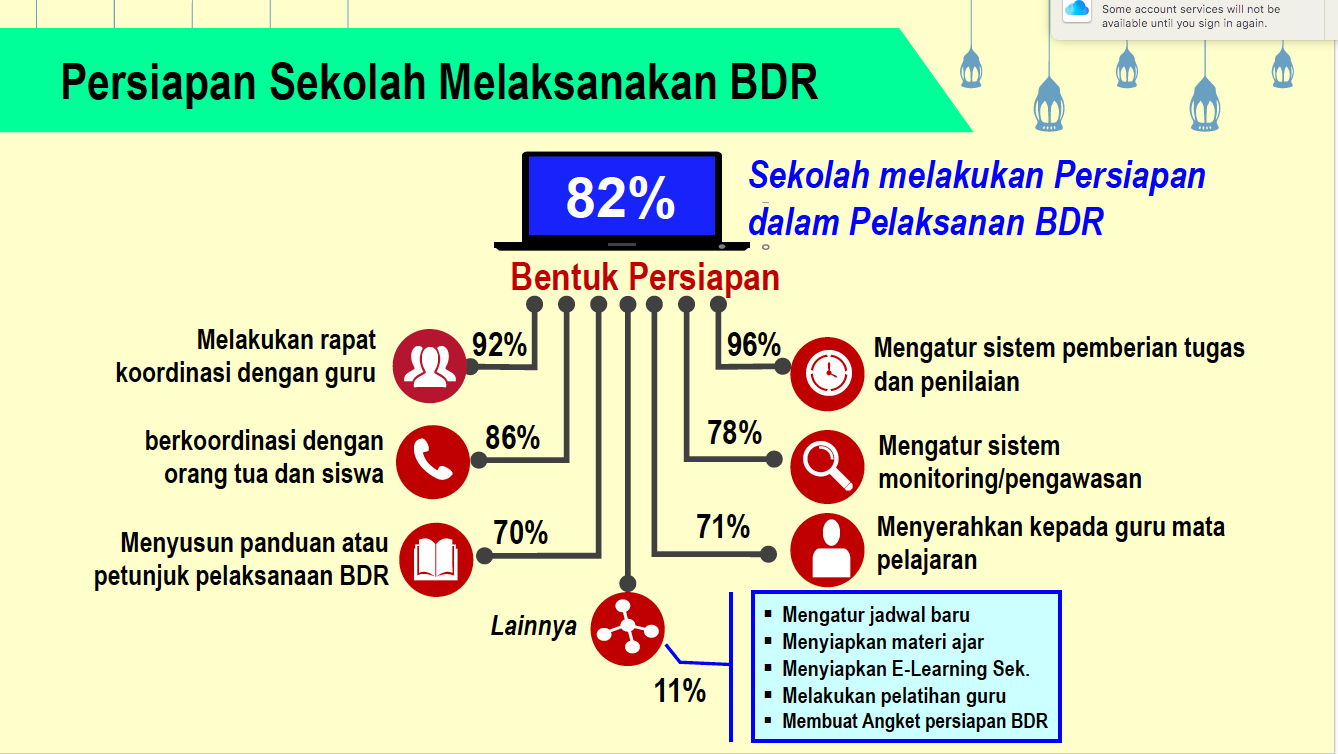 Some account services will not be
available until you sign in again.
Persiapan Sekolah Melaksanakan BDR
82%
Sekolah melakukan Persiapan
dalam Pelaksanan BDR
Bentuk Persiapan
Melakukan rapat
koordinasi dengan guru
92%
96%
Mengatur sistem pemberian tugas
dan penilaian
berkoordinasi dengan
orang tua dan siswa
86%
78%
Mengatur sistem
monitoring/pengawasan
Menyusun panduan atau
petunjuk pelaksanaan BDR
70%
71%
Menyerahkan kepada guru mata
pelajaran
Lainnya
11%
▪ Mengatur jadwal baru
▪ Menyiapkan materi ajar
▪ Menyiapkan E-Learning Sek.
▪ Melakukan pelatihan guru
▪ Membuat Angket persiapan BDR